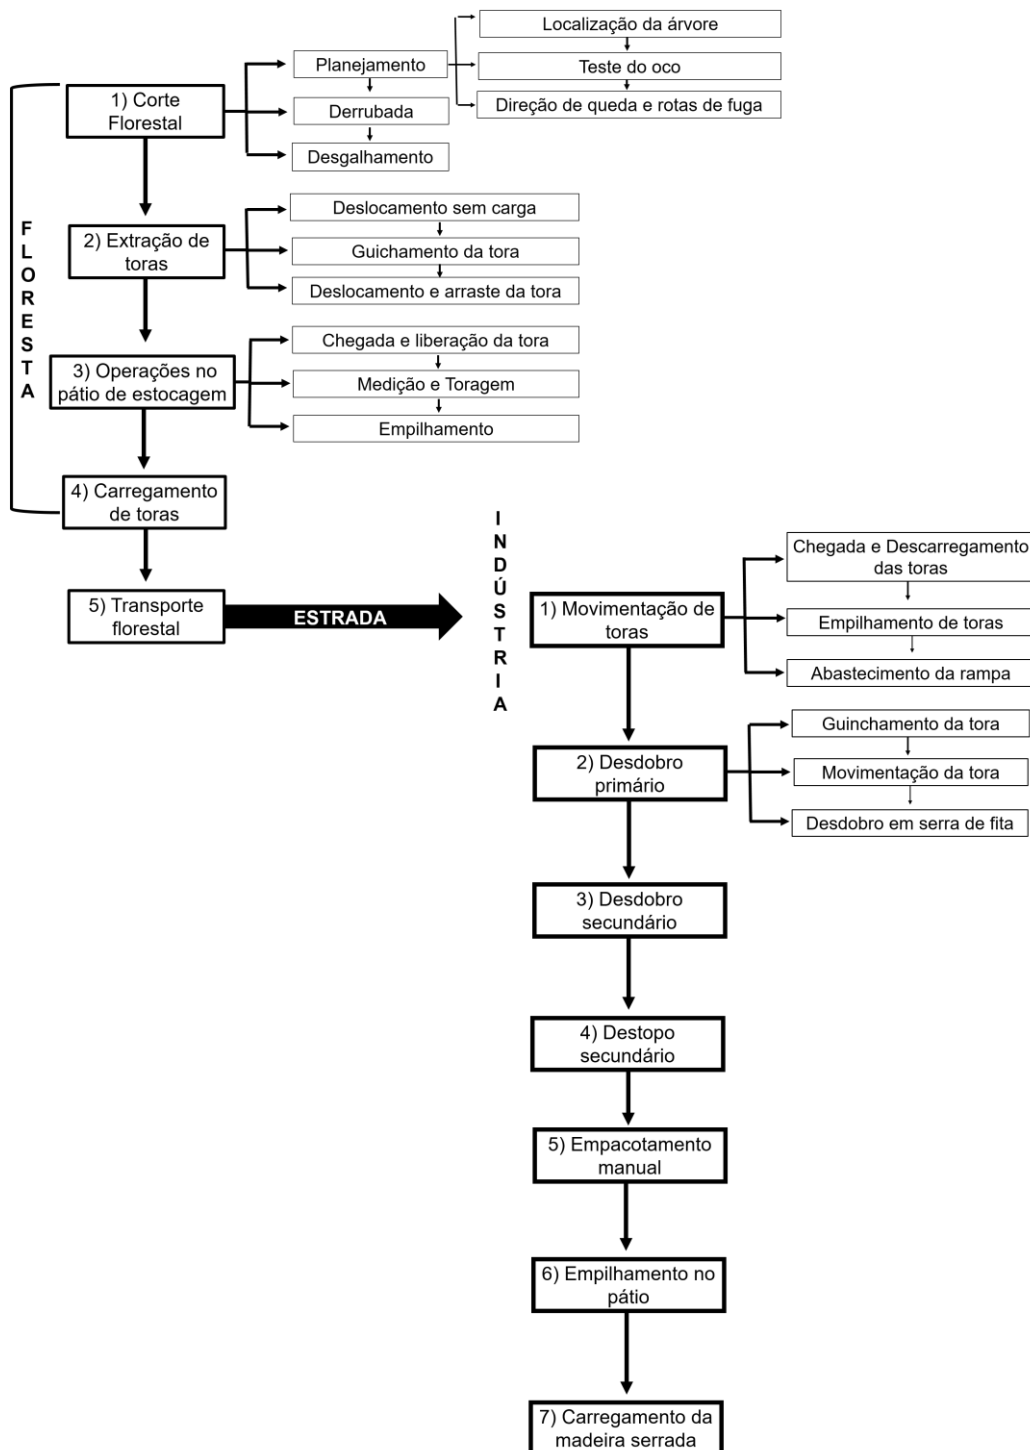 1) Corte
Florestal
Planejamento
Derrubada
Desgalhamento
Localização da árvore
Teste do oco
Direção de queda e rotas de fuga
FLORESTA
2) Extração de
toras
Deslocamento sem carga
Guichamento da tora
Deslocamento e arraste da tora
3) Operações no
pátio de estocagem
Chegada e liberação da tora
Medição e Toragem
Empilhamento
4) Carregamento
de toras
5) Transporte
florestal
ESTRADA
INDÚSTRIA
1) Movimentação de
toras
Chegada e Descarregamento
das toras
Empilhamento de toras
Abastecimento da rampa
2) Desdobro
primário
Guinchamento da tora
Movimentação da tora
Desdobro em serra de fita
3) Desdobro
secundário
4) Destopo
secundário
5) Empacotamento
manual
6) Empilhamento no
pátio
7) Carregamento da
madeira serrada